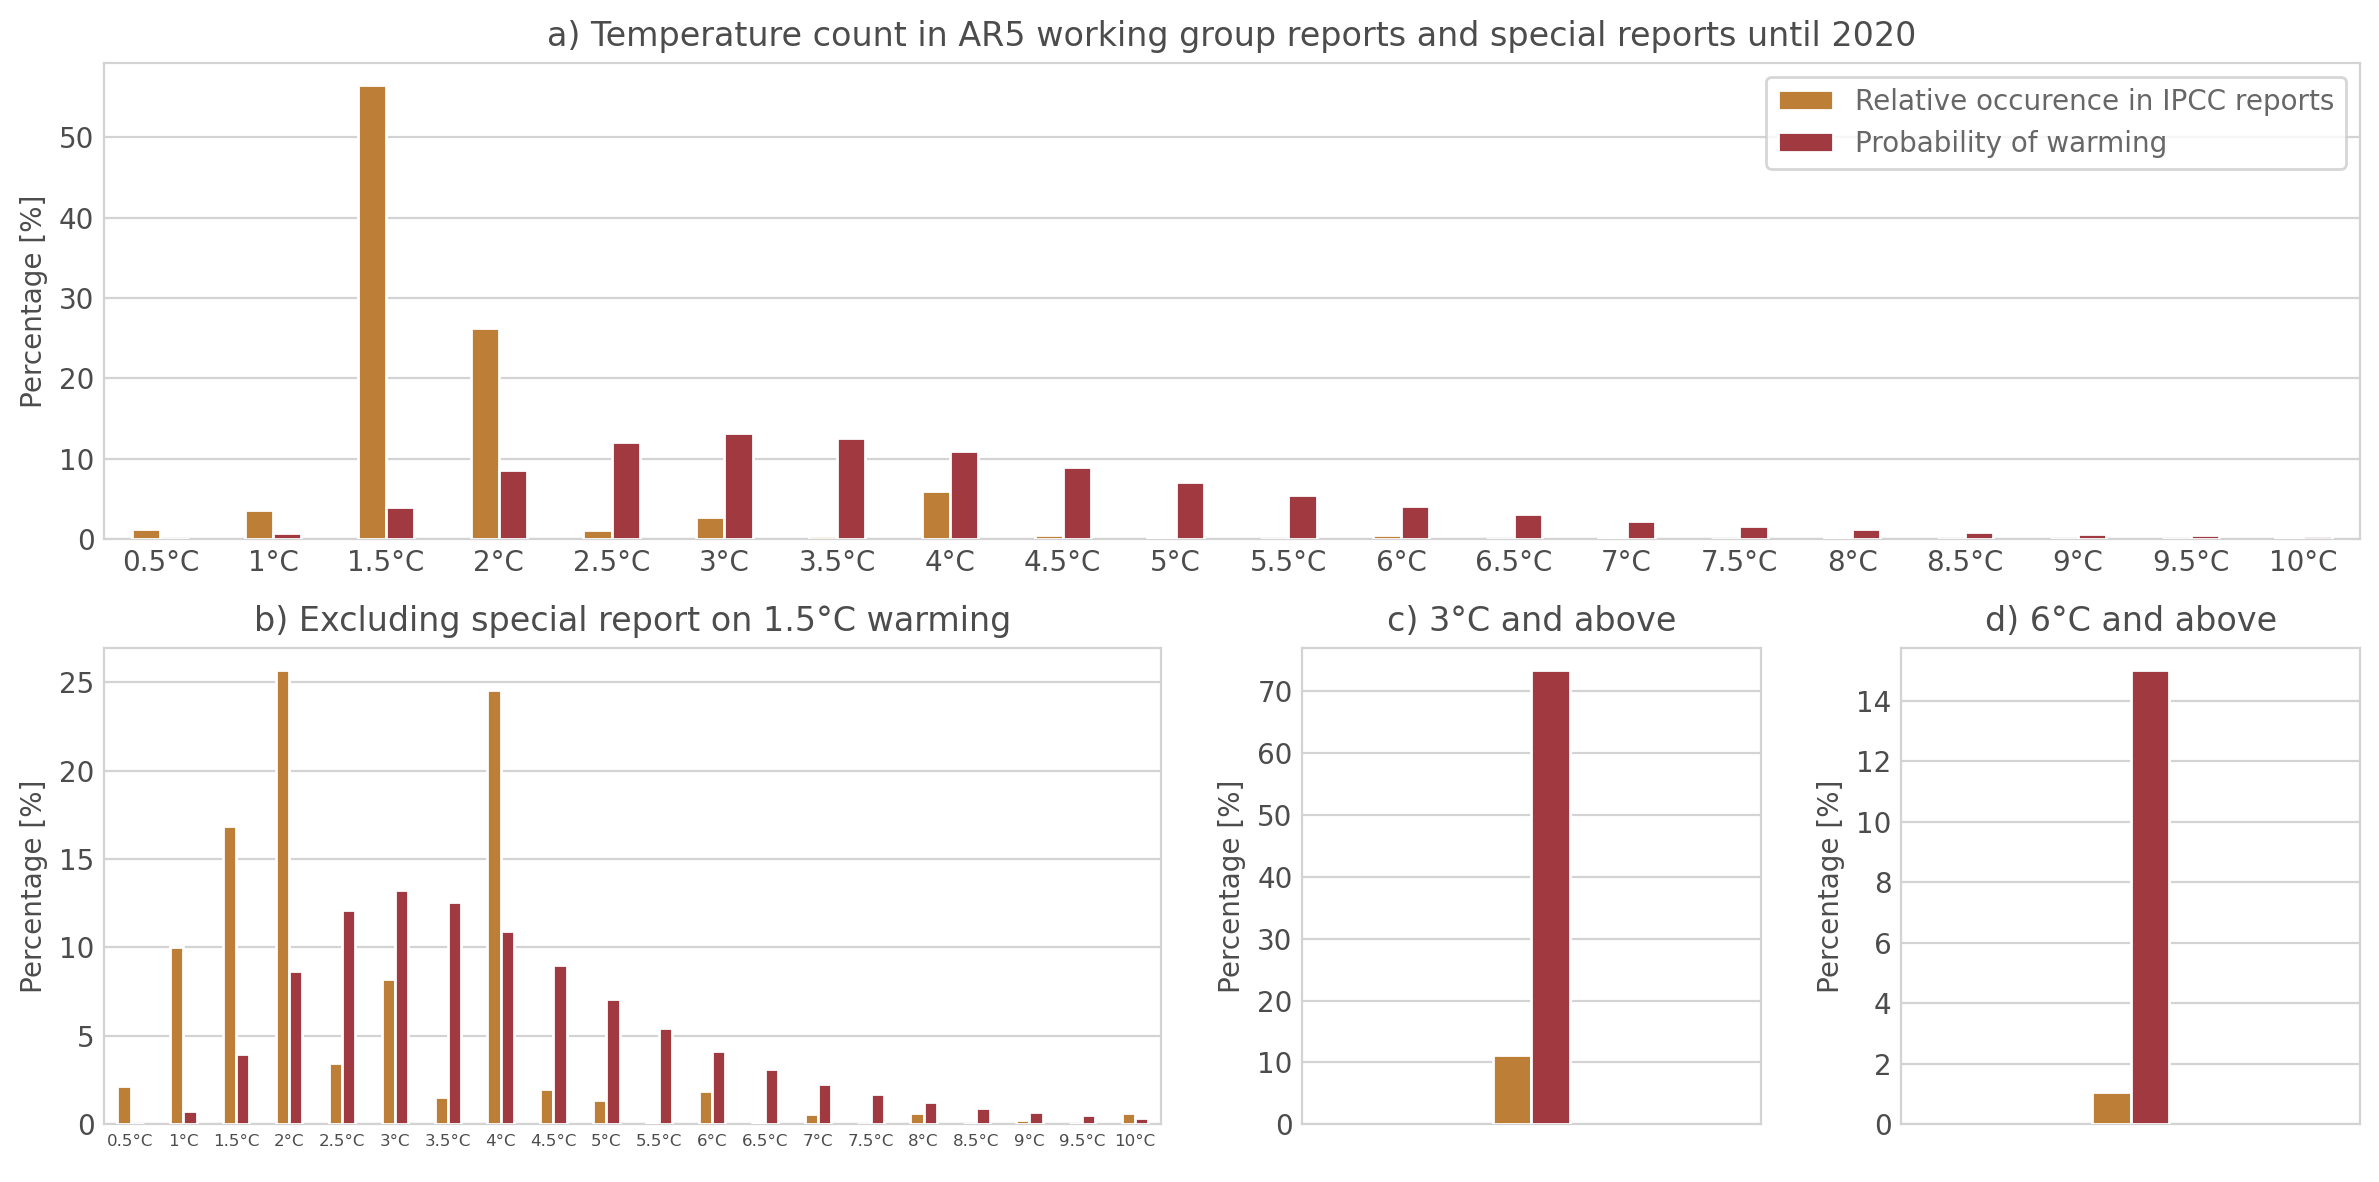 a) Temperature count in AR5 working group reports and special reports until 2020
Percentage [%]
50
40
30
20
10
0
Relative occurence in IPCC reports
Probability of warming
0.5°C 1°C 1.5°C 2°C 2.5°C 3°C 3.5°C 4°C 4.5°C 5°C 5.5°C 6°C 6.5°C 7°C 7.5°C 8°C 8.5°C 9°C 9.5°C 10°C
b) Excluding special report on 1.5°C warming
Percentage [%]
25
20
15
10
5
0
0.5°C 1°C 1.5°C 2°C 2.5°C 3°C 3.5°C 4°C 4.5°C 5°C 5.5°C 6°C 6.5°C 7°C 7.5°C 8°C 8.5°C 9°C 9.5°C 10°C
c) 3°C and above
Percentage [%]
70
60
50
40
30
20
10
0
d) 6°C and above
Percentage [%]
14
12
10
8
6
4
2
0